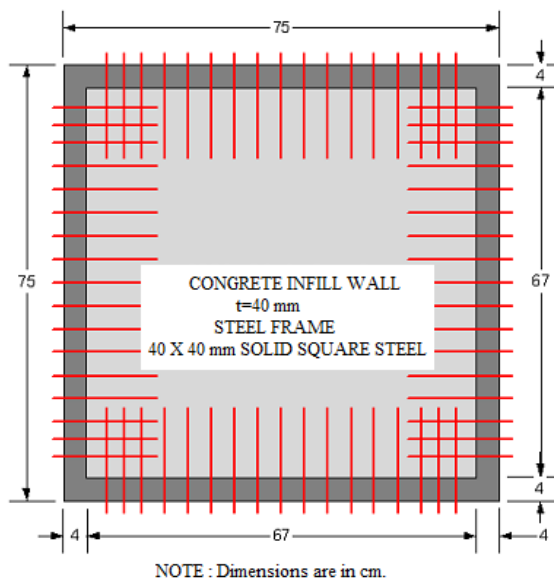 75
4
75
67
CONGRETE INFILL WALL
t=40 mm
STEEL FRAME
40 X 40 mm SOLID SQUARE STEEL
4
4
67
4
NOTE : Dimensions are in cm.